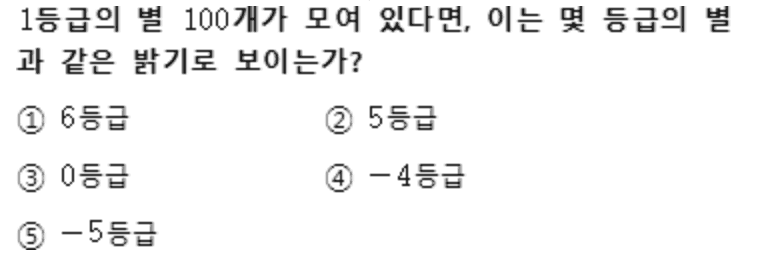 1등급의 별 100개가 모여 있다면, 이는 몇 등급의 별
과 같은 밝기로 보이는가?
① 6등급 ② 5등급
③ 0등급 ④ -4등급
⑤ -5등급